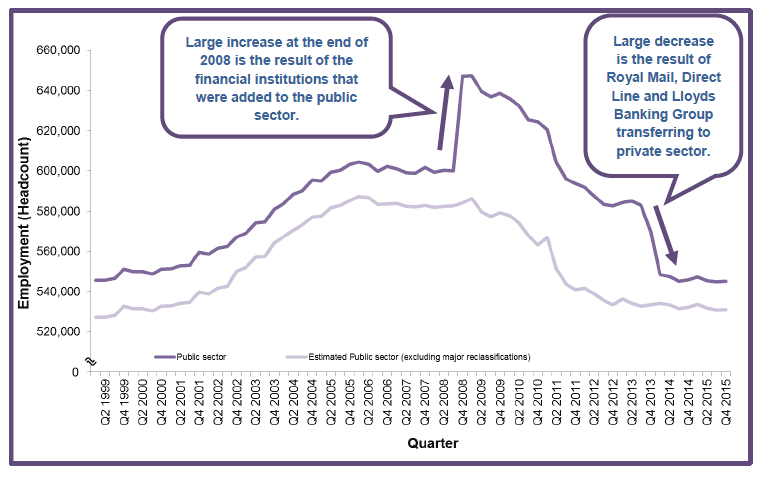 Large increase at the end of
2008 is the result of the
financial institutions that
were added to the public
sector.
Large decrease
is the result of
Royal Mail, Direct
Line and Lloyds
Banking Group
transferring to
private sector.
Employment (Headcount)
660,000
640,000
620,000
600,000
580,000
560,000
540,000
520,000
0
Public sector
Estimated Public sector (excluding major reclassifications)
Q2 1999
Q4 1999
Q2 2000
Q4 2000
Q2 2001
Q4 2001
Q2 2002
Q4 2002
Q2 2003
Q4 2003
Q2 2004
Q4 2004
Q2 2005
Q4 2005
Q2 2006
Q4 2006
Q2 2007
Q4 2007
Q2 2008
Q4 2008
Q2 2009
Q4 2009
Q2 2010
Q4 2010
Q2 2011
Q4 2011
Q2 2012
Q4 2012
Q2 2013
Q4 2013
Q2 2014
Q4 2014
Q2 2015
Q4 2015
Quarter